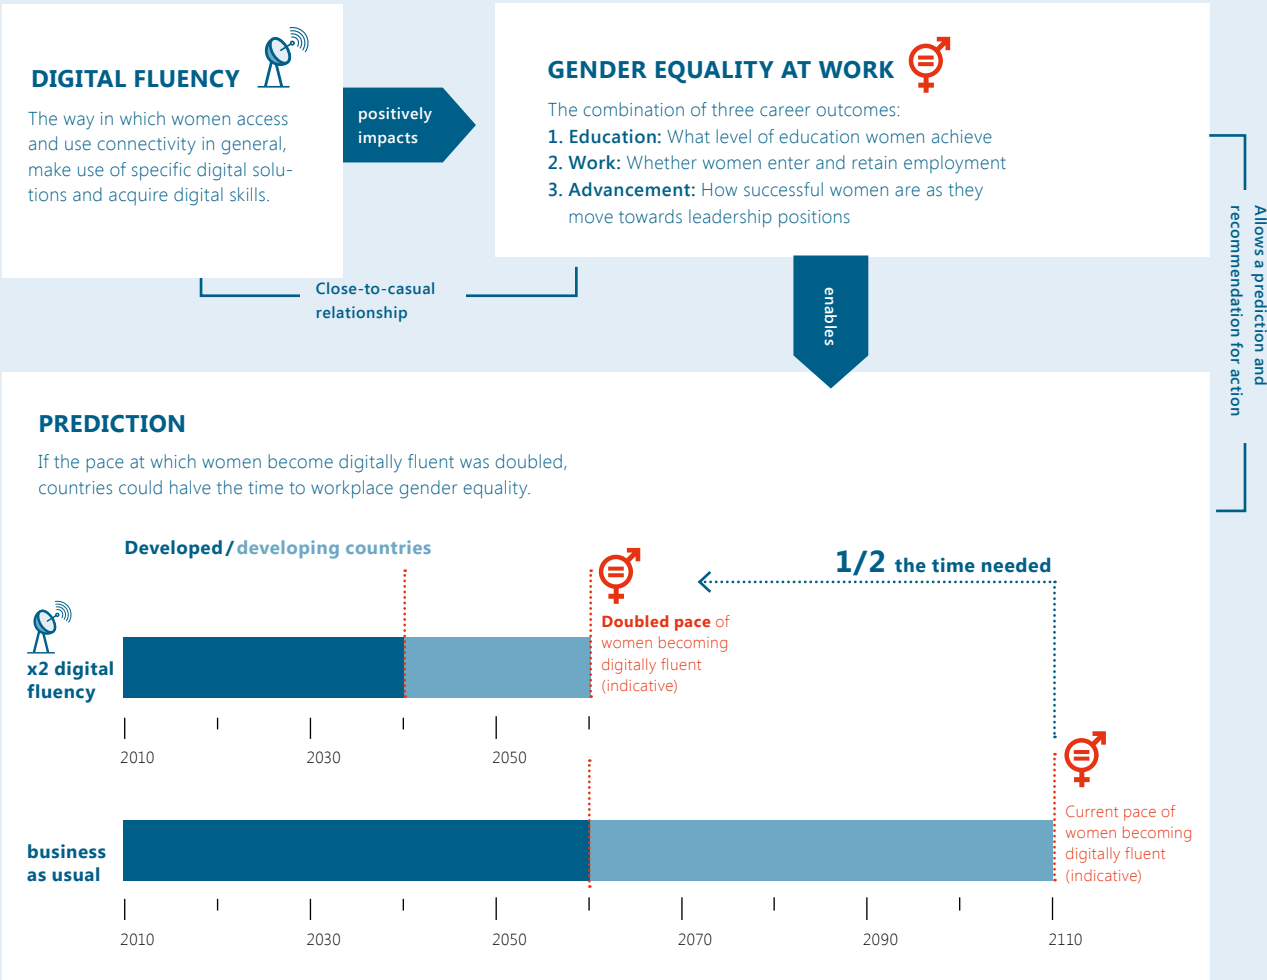 DIGITAL FLUENCY
The way in which women access
and use connectivity in general,
make use of specific digital solu-
tions and acquire digital skills.
positively
impacts
GENDER EQUALITY AT WORK
The combination of three career outcomes:
1. Education: What level of education women achieve
2. Work: Whether women enter and retain employment
3. Advancement: How successful women are as they
move towards leadership positions
Close-to-casual
relationship
enables
Allows a prediction and
recommendation for action
PREDICTION
If the pace at which women become digitally fluent was doubled,
countries could halve the time to workplace gender equality.
Developed/developing countries
1/2 the time needed
x2 digital
fluency
Doubled pace of
women becoming
digitally fluent
(indicative)
2010 2030 2050
business
as usual
Current pace of
women becoming
digitally fluent
(indicative)
2010 2030 2050 2070 2090 2110